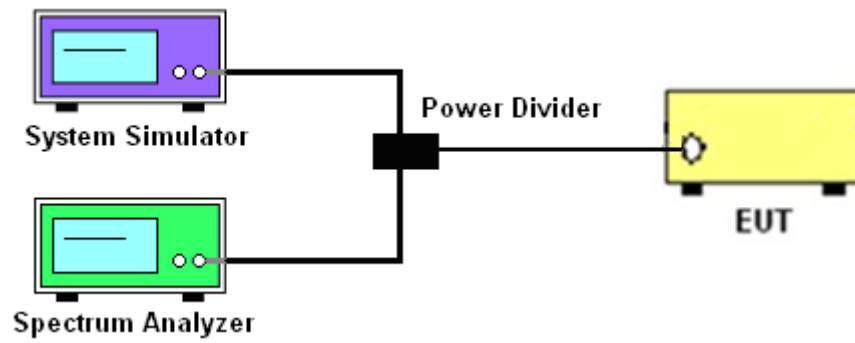 System Simulator
Power Divider
EUT
Spectrum Analyzer